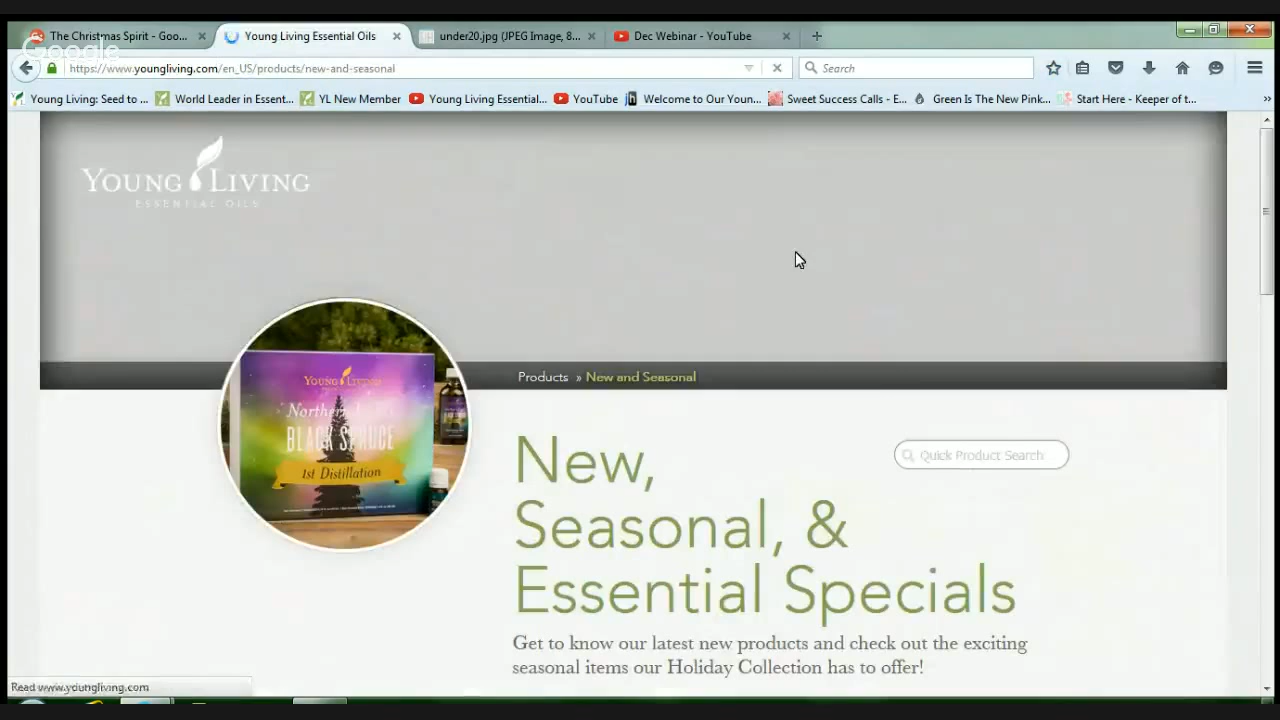 The Christmas Spirit - Goo...
Young Living Essential Oils
under20.jpg (JPEG Image, 8...
Dec Webinar - YouTube
Google
https://www.youngliving.com/en_US/products/new-and-seasonal
Search
Young Living: Seed to ...
World Leader in Essent...
YL New Member
Young Living Essential...
YouTube
Welcome to Our Youn...
Sweet Success Calls - E...
Green Is The New Pink...
Start Here - Keeper of t...
YOUNG LIVING
ESSENTIAL OILS
Products » New and Seasonal
YOUNG LIVING
Northern Lights
BLACK SPRUCE
1st Distillation
New,
Seasonal, &
Essential Specials
Quick Product Search
Get to know our latest new products and check out the exciting
seasonal items our Holiday Collection has to offer!
Read www.youngliving.com